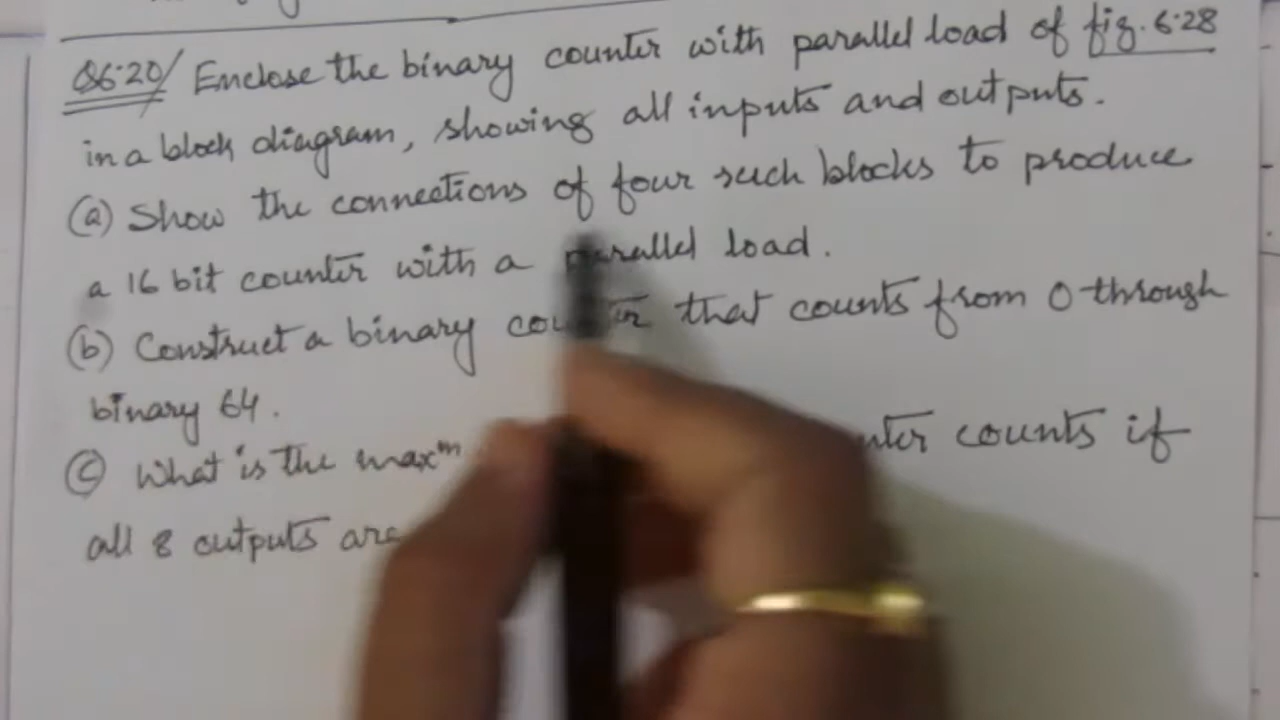 Q6.20/ Enclose the binary counter with parallel load of fig. 6.28
in a block diagram, showing all inputs and outputs.
(a) Show the connections of four such blocks to produce
a 16 bit counter with a parallel load.
(b) Construct a binary that counts from 0 through
binary 64.
(c) What is the maxm counts if
all 8 outputs are